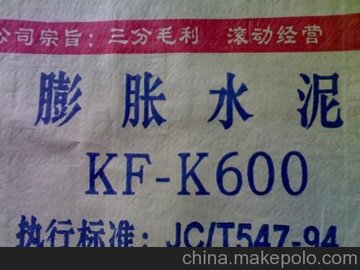 公司宗旨：三分毛利 滚动经营
膨胀水泥
KF-K600
执行标准：JC/T547-94
china.makepolo.com